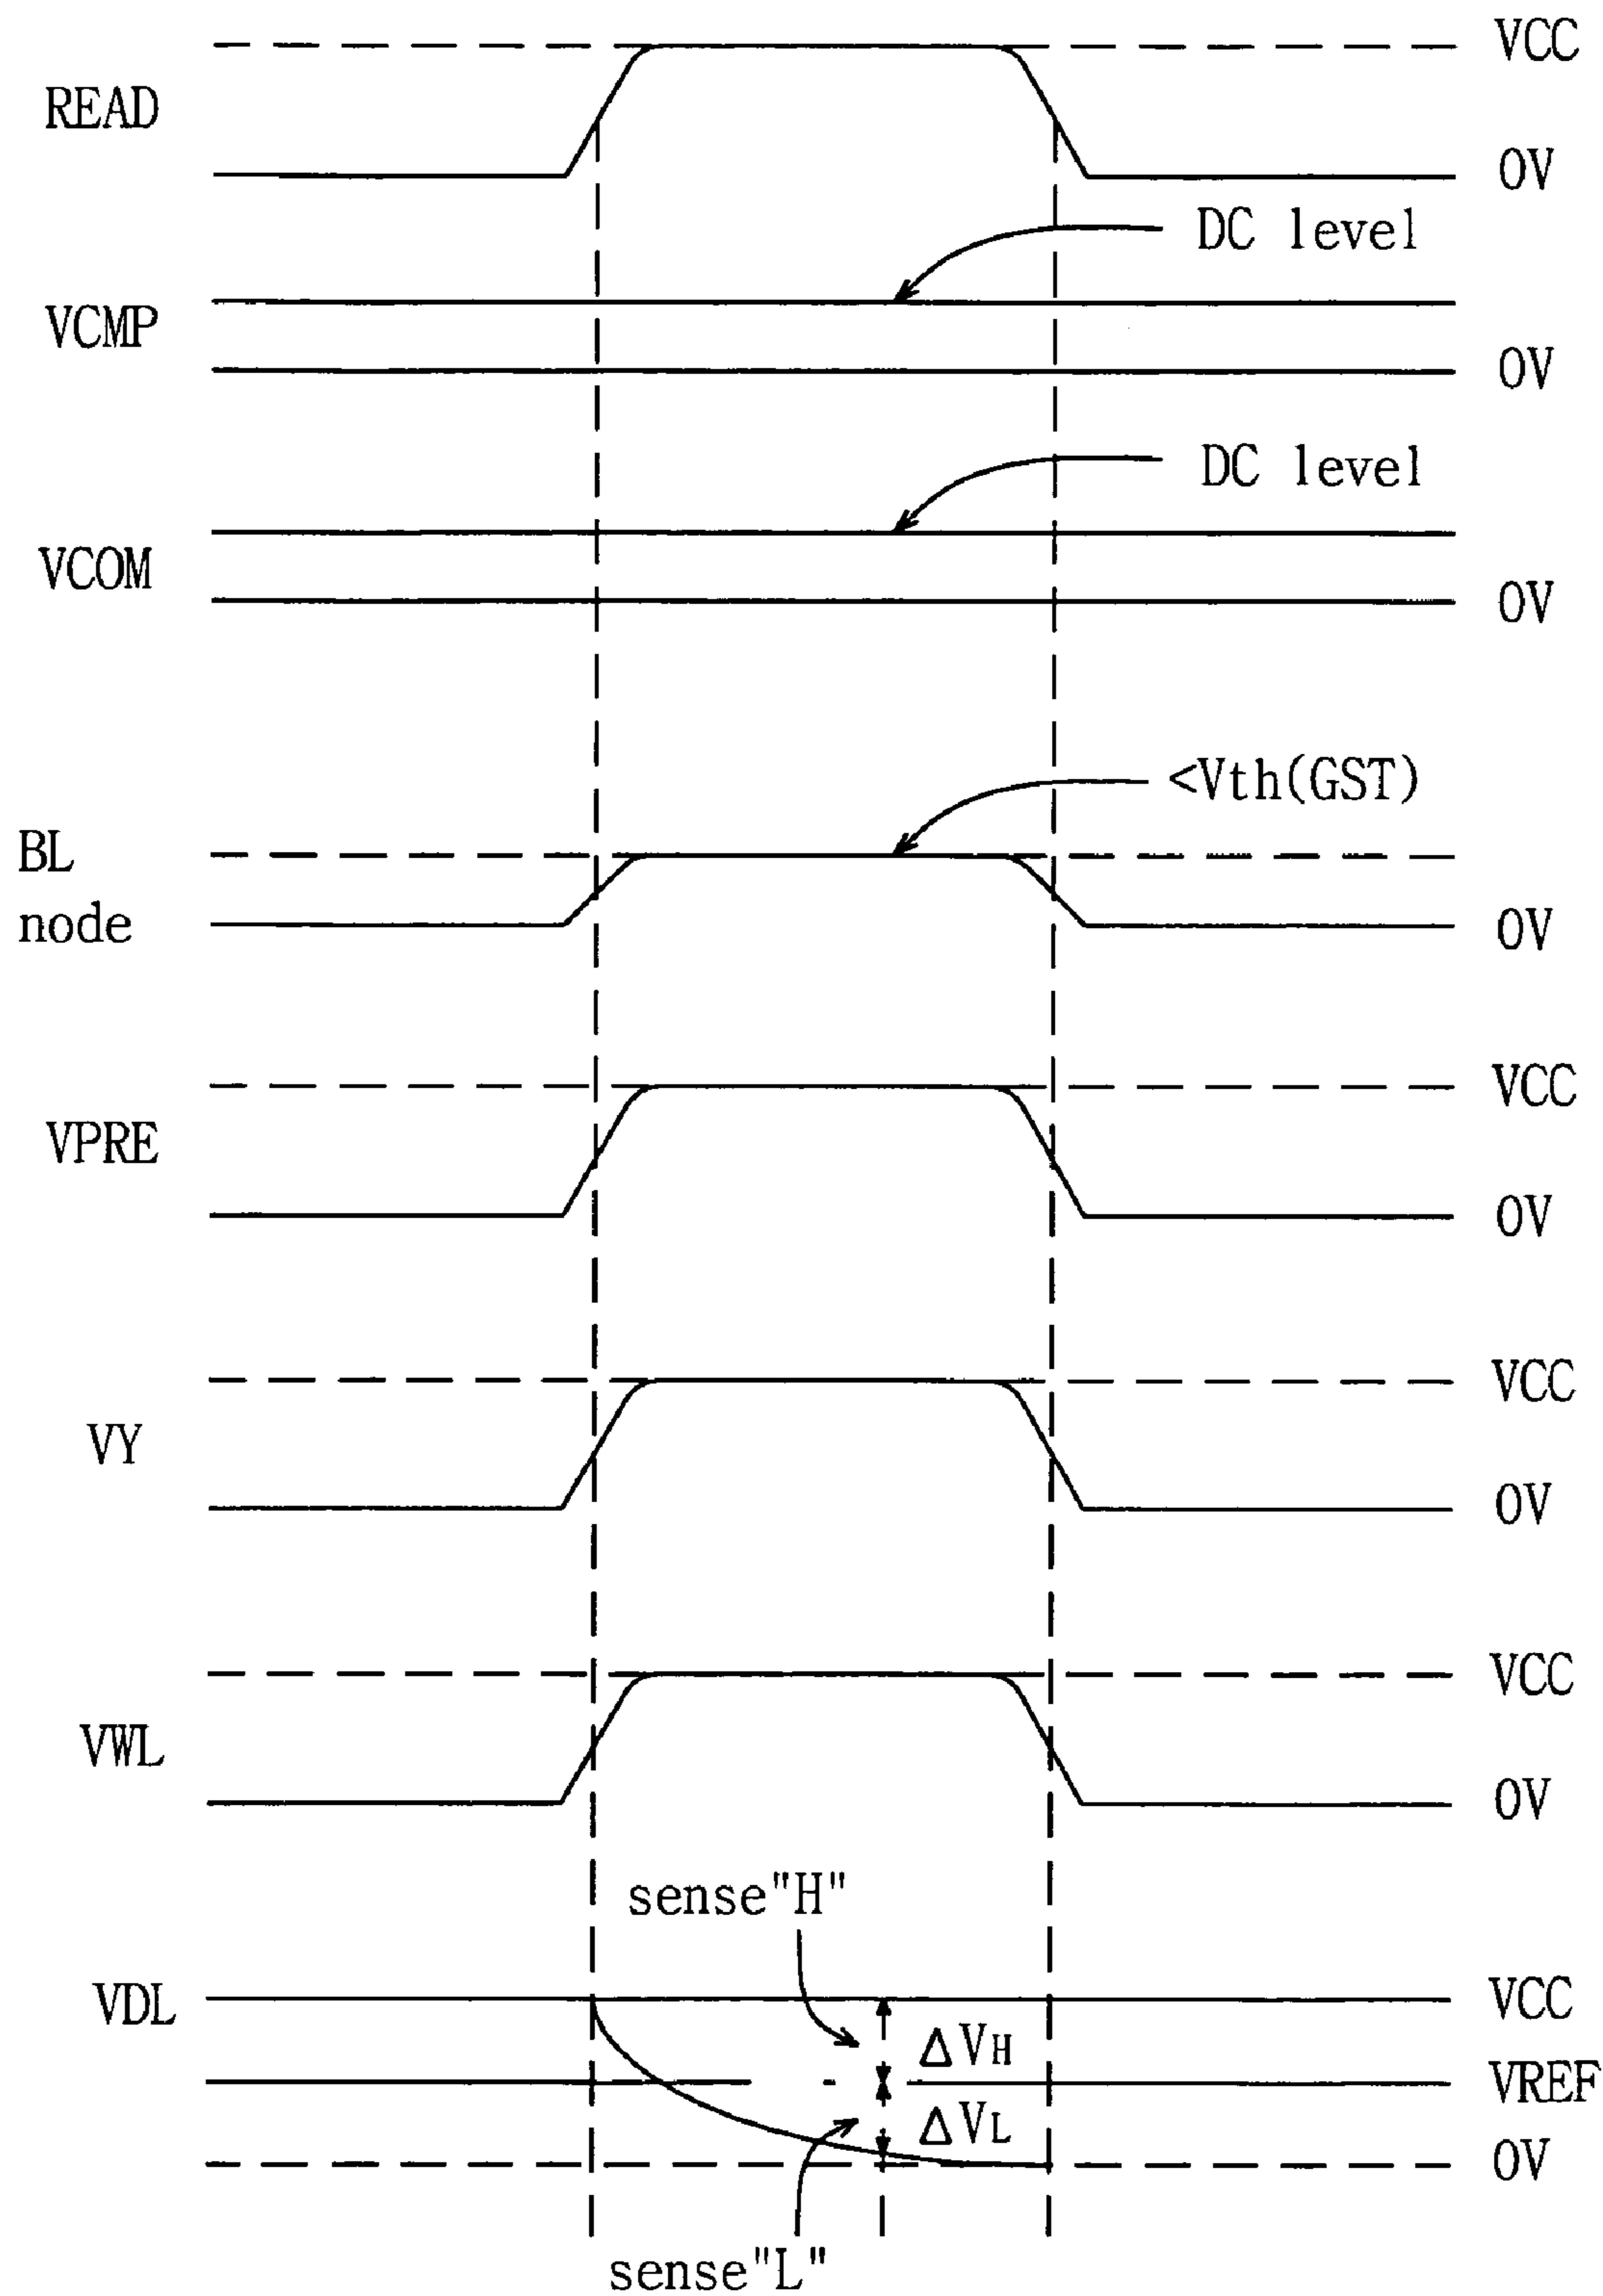 VCC
READ
0V
DC level
VCMP
0V
DC level
VCOM
0V
<Vth(GST)
BL
node
0V
VCC
VPRE
0V
VCC
VY
0V
VCC
VWL
0V
sense"H"
VDL
VCC
ΔVH
VREF
ΔVL
0V
sense"L"